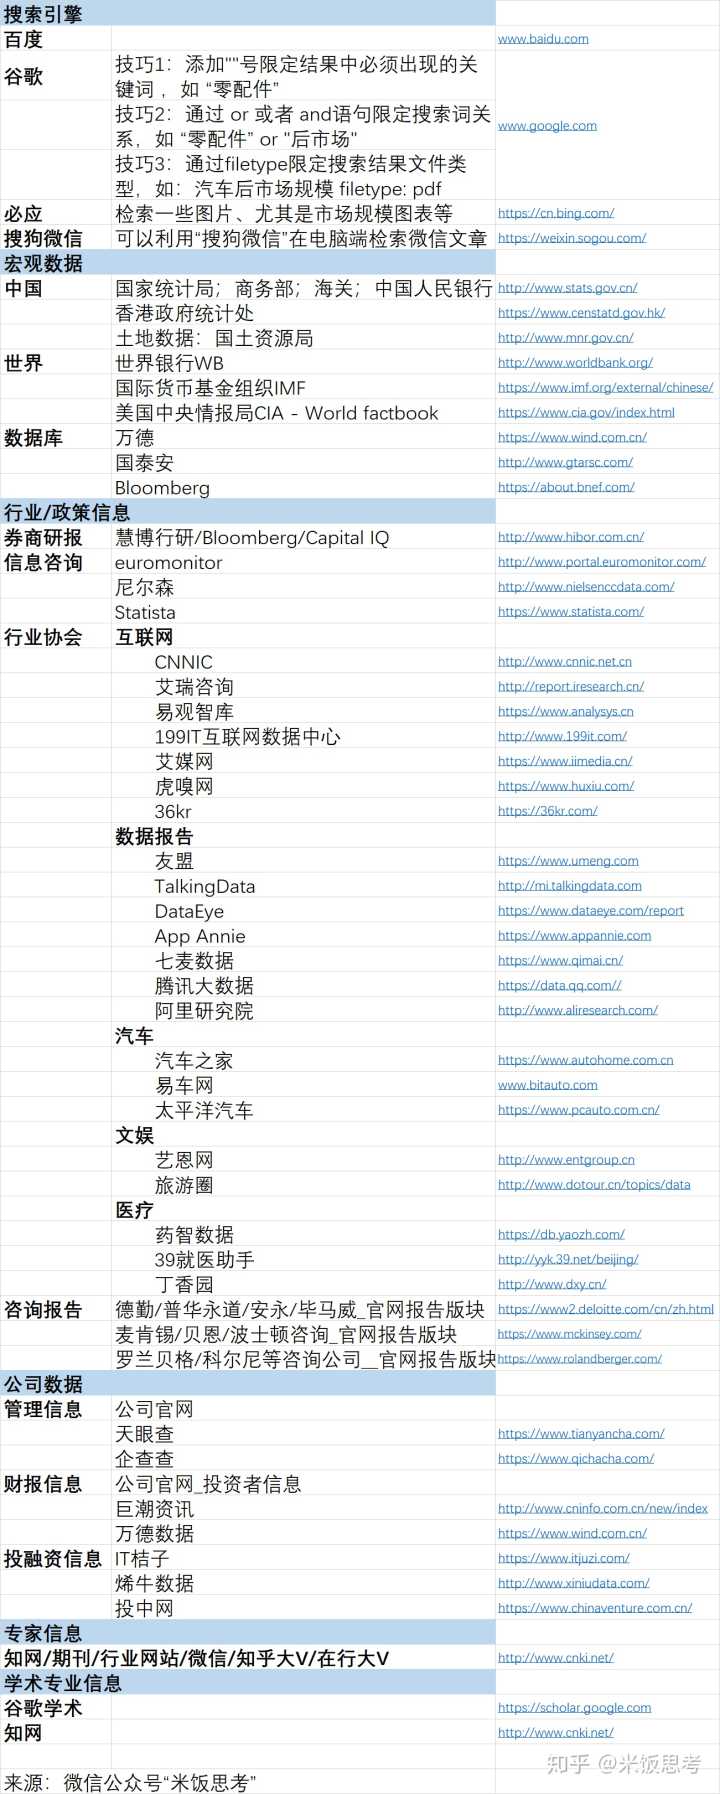 搜索引擎
百度 www.baidu.com
谷歌 技巧1：添加""号限定结果中必须出现的关
键词 ，如 “零配件”
技巧2：通过 or 或者 and语句限定搜索词关
系，如 “零配件” or "后市场"
www.google.com
技巧3：通过filetype限定搜索结果文件类
型，如：汽车后市场规模 filetype: pdf
必应 检索一些图片、尤其是市场规模图表等 https://cn.bing.com/
搜狗微信 可以利用“搜狗微信”在电脑端检索微信文章 https://weixin.sogou.com/
宏观数据
中国 国家统计局；商务部；海关；中国人民银行 http://www.stats.gov.cn/
香港政府统计处 https://www.censtatd.gov.hk/
土地数据：国土资源局 http://www.mnr.gov.cn/
世界 世界银行WB http://www.worldbank.org/
国际货币基金组织IMF https://www.imf.org/external/chinese/
美国中央情报局CIA - World factbook https://www.cia.gov/index.html
数据库 万德 https://www.wind.com.cn/
国泰安 http://www.gtarsc.com/
Bloomberg https://about.bnef.com/
行业/政策信息
券商研报 慧博行研/Bloomberg/Capital IQ http://www.hibor.com.cn/
信息咨询 euromonitor http://www.portal.euromonitor.com/
尼尔森 http://www.nielsenccdata.com/
Statista https://www.statista.com/
行业协会 互联网
CNNIC http://www.cnnic.net.cn
艾瑞咨询 http://report.iresearch.cn/
易观智库 https://www.analysys.cn
199IT互联网数据中心 http://www.199it.com/
艾媒网 https://www.iimedia.cn/
虎嗅网 https://www.huxiu.com/
36kr https://36kr.com/
数据报告
友盟 https://www.umeng.com
TalkingData http://mi.talkingdata.com
DataEye https://www.dataeye.com/report
App Annie https://www.appannie.com
七麦数据 https://www.qimai.cn/
腾讯大数据 https://data.qq.com//
阿里研究院 http://www.aliresearch.com/
汽车
汽车之家 https://www.autohome.com.cn
易车网 www.bitauto.com
太平洋汽车 https://www.pcauto.com.cn/
文娱
艺恩网 http://www.entgroup.cn
旅游圈 http://www.dotour.cn/topics/data
医疗
药智数据 https://db.yaozh.com/
39就医助手 http://yyk.39.net/beijing/
丁香园 http://www.dxy.cn/
咨询报告 德勤/普华永道/安永/毕马威_官网报告版块 https://www2.deloitte.com/cn/zh.html
麦肯锡/贝恩/波士顿咨询_官网报告版块 https://www.mckinsey.com/
罗兰贝格/科尔尼等咨询公司__官网报告版块 https://www.rolandberger.com/
公司数据
管理信息 公司官网
天眼查 https://www.tianyancha.com/
企查查 https://www.qichacha.com/
财报信息 公司官网_投资者信息
巨潮资讯 http://www.cninfo.com.cn/new/index
万德数据 https://www.wind.com.cn/
投融资信息 IT桔子 https://www.itjuzi.com/
烯牛数据 http://www.xiniudata.com/
投中网 https://www.chinaventure.com.cn/
专家信息
知网/期刊/行业网站/微信/知乎大V/在行大V http://www.cnki.net/
学术专业信息
谷歌学术 https://scholar.google.com
知网 http://www.cnki.net/
知乎 @米饭思考
来源：微信公众号“米饭思考”